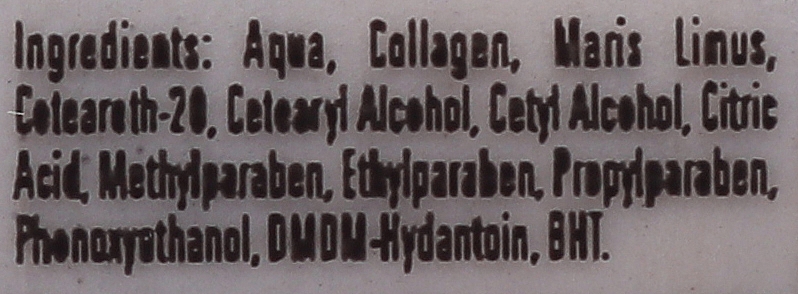 Ingredients: Aqua, Collagen, Maris Limus,
Ceteareth-20, Cetearyl Alcohol, Cetyl Alcohol, Citric
Acid, Methylparaben, Ethylparaben, Propylparaben,
Phenoxyethanol, DMDM-Hydantoin, BHT.